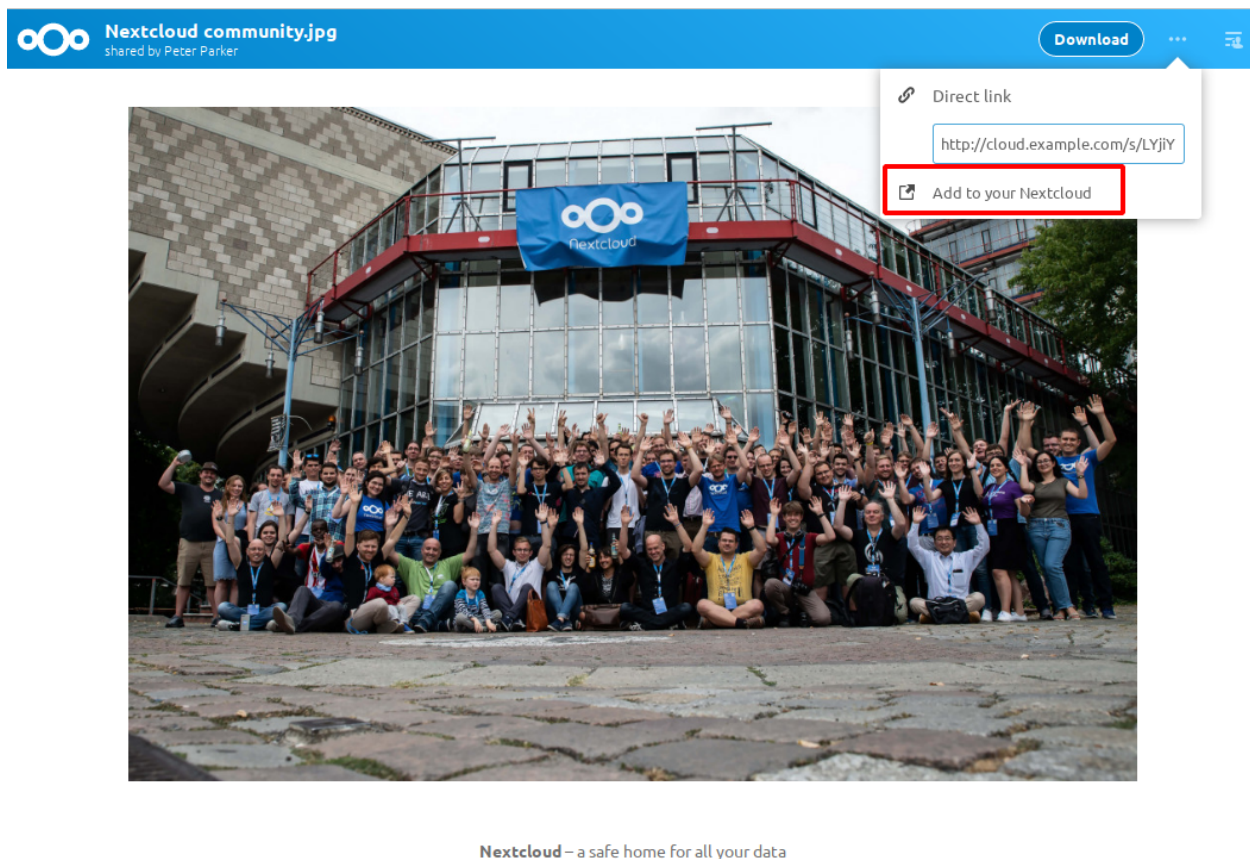 Nextcloud community.jpg
shared by Peter Parker
Download
Direct link
http://cloud.example.com/s/LYjiY
Add to your Nextcloud
Nextcloud
Nextcloud – a safe home for all your data